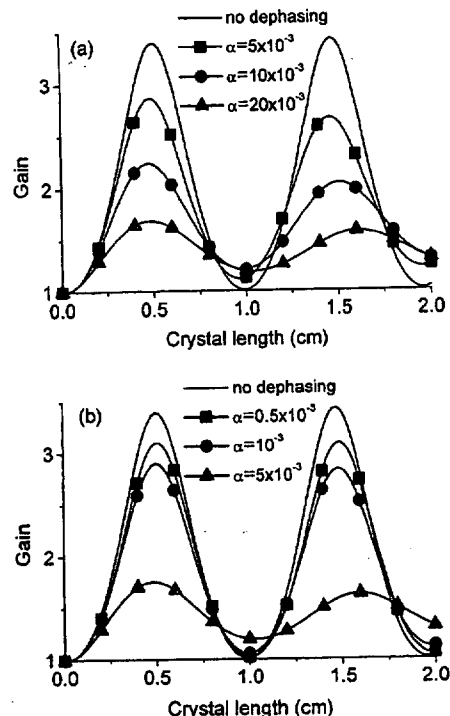 (a)
no dephasing
α=5x10⁻³
α=10x10⁻³
α=20x10⁻³
3
2
1
Gain
0.0 0.5 1.0 1.5 2.0
Crystal length (cm)
(b)
no dephasing
α=0.5x10⁻³
α=10⁻³
α=5x10⁻³
3
2
1
Gain
0.0 0.5 1.0 1.5 2.0
Crystal length (cm)